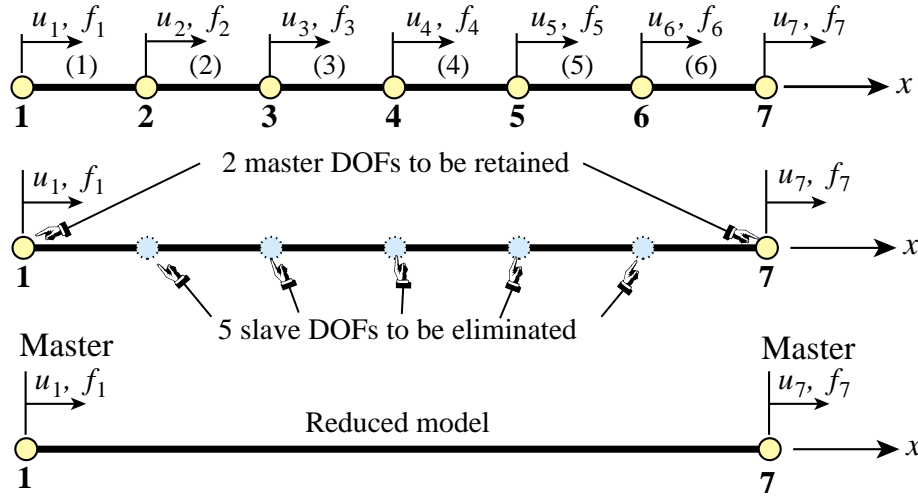 u1, f1 u2, f2 u3, f3 u4, f4 u5, f5 u6, f6 u7, f7
(1) (2) (3) (4) (5) (6)
x
1 2 3 4 5 6 7
2 master DOFs to be retained
u1, f1 u7, f7
x
1 7
5 slave DOFs to be eliminated
Master Master
u1, f1 u7, f7
Reduced model
x
1 7